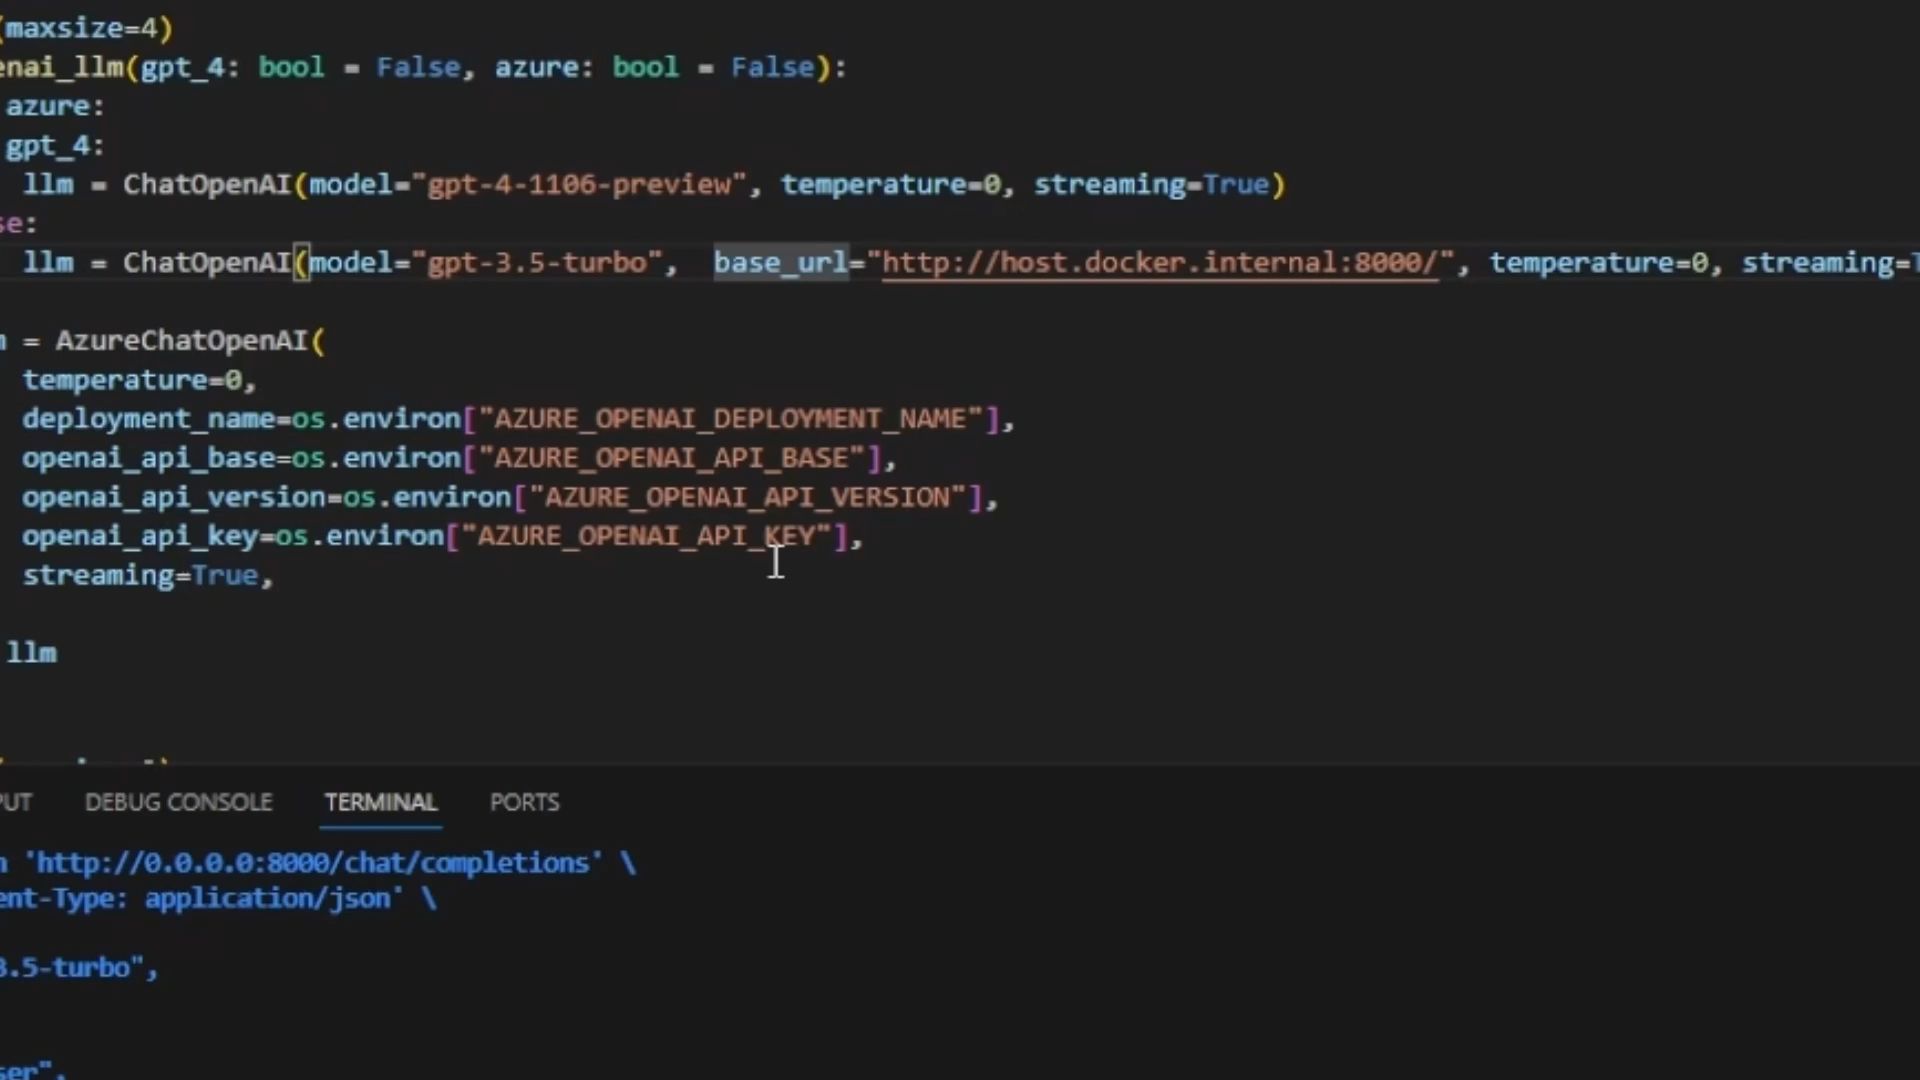 (maxsize=4)
enai_llm(gpt_4: bool = False, azure: bool = False):
azure:
gpt_4:
llm = ChatOpenAI(model="gpt-4-1106-preview", temperature=0, streaming=True)
se:
llm = ChatOpenAI(model="gpt-3.5-turbo",  base_url="http://host.docker.internal:8000/", temperature=0, streaming=T
m = AzureChatOpenAI(
temperature=0,
deployment_name=os.environ["AZURE_OPENAI_DEPLOYMENT_NAME"],
openai_api_base=os.environ["AZURE_OPENAI_API_BASE"],
openai_api_version=os.environ["AZURE_OPENAI_API_VERSION"],
openai_api_key=os.environ["AZURE_OPENAI_API_KEY"],
streaming=True,
llm
PUT DEBUG CONSOLE TERMINAL PORTS
n 'http://0.0.0.0:8000/chat/completions' \
ent-Type: application/json' \
3.5-turbo",
ser",